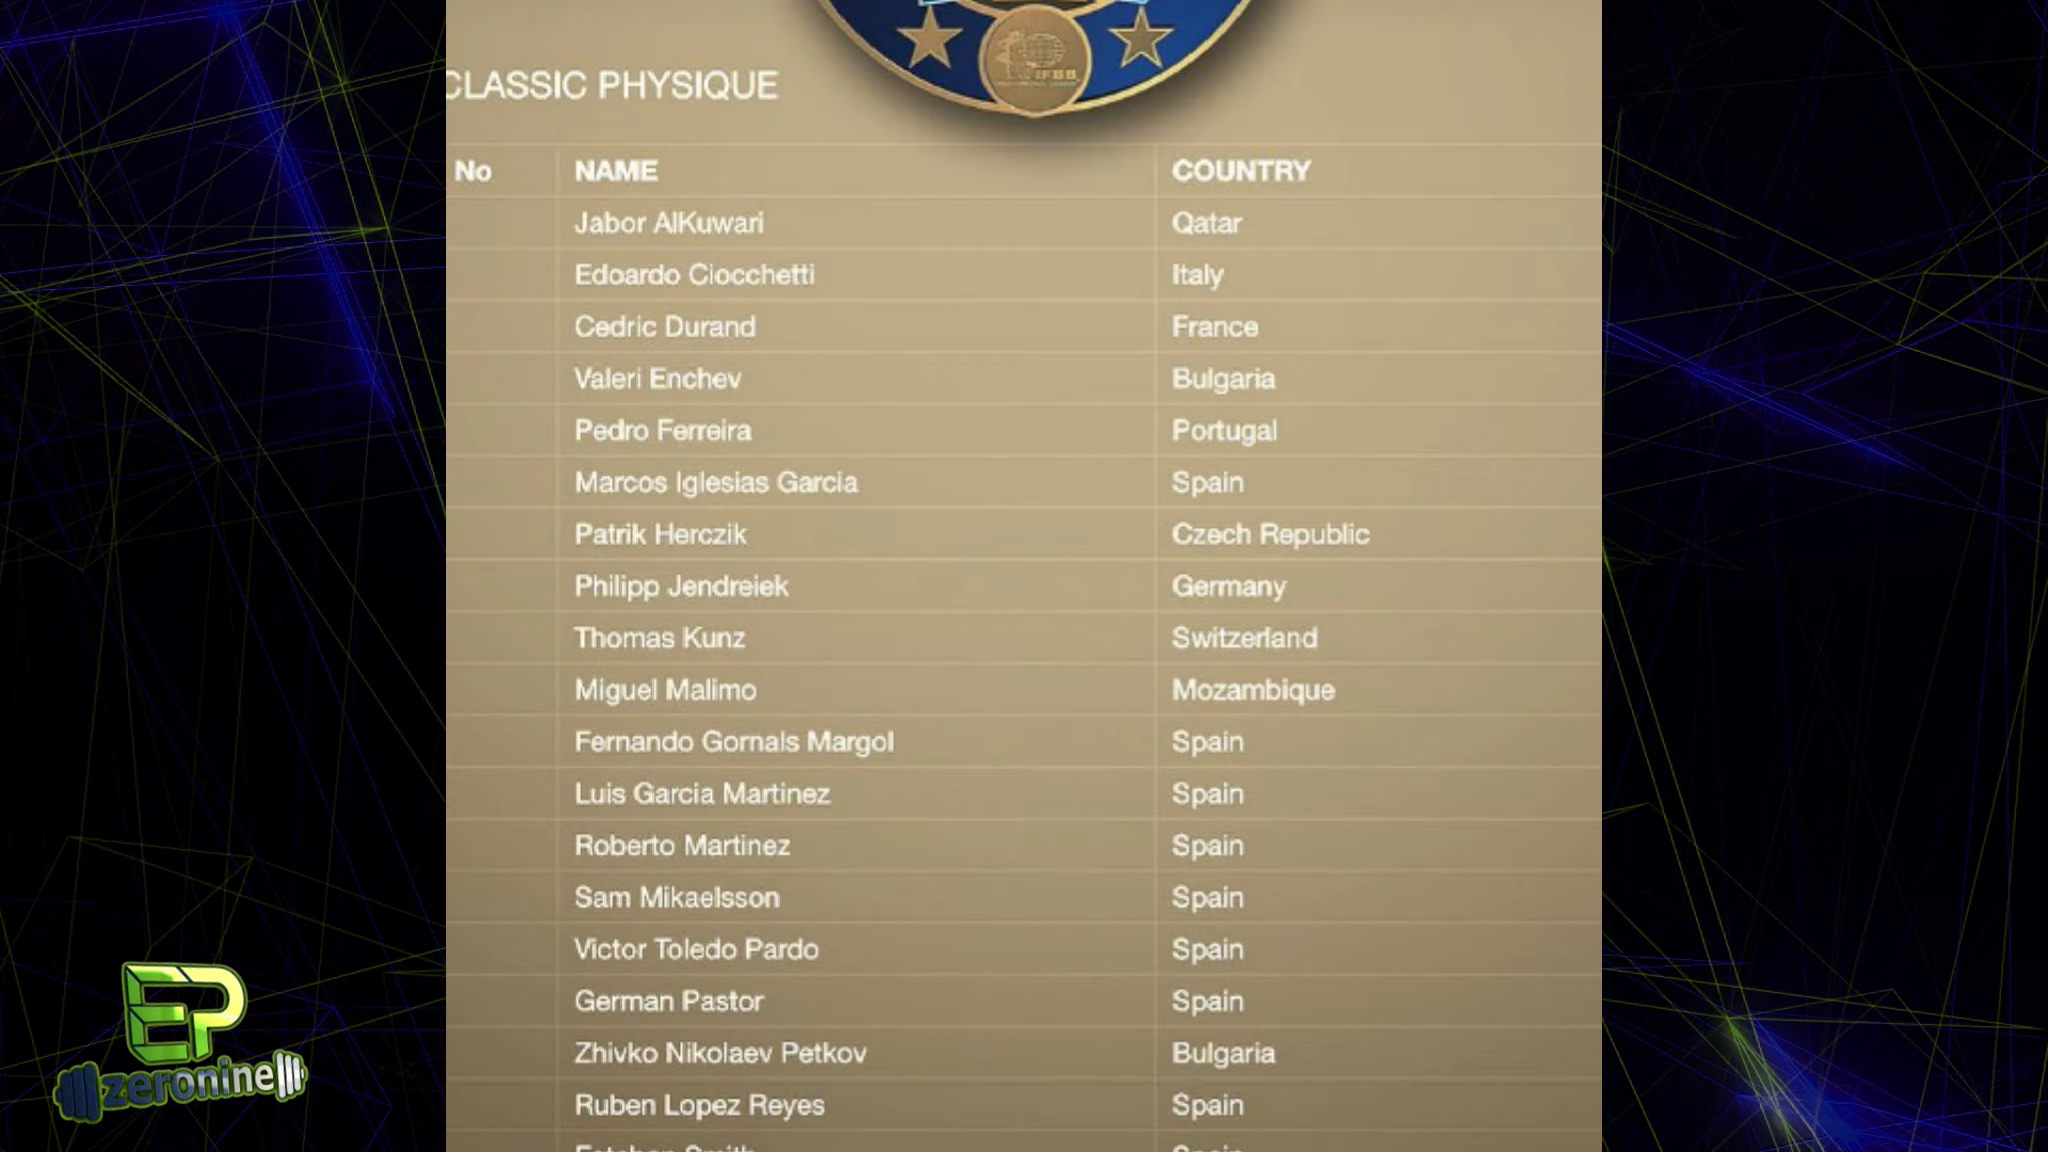 IFBB
CLASSIC PHYSIQUE
No NAME COUNTRY
Jabor AlKuwari Qatar
Edoardo Ciocchetti Italy
Cedric Durand France
Valeri Enchev Bulgaria
Pedro Ferreira Portugal
Marcos Iglesias Garcia Spain
Patrik Herczik Czech Republic
Philipp Jendreiek Germany
Thomas Kunz Switzerland
Miguel Malimo Mozambique
Fernando Gornals Margol Spain
Luis Garcia Martinez Spain
Roberto Martinez Spain
Sam Mikaelsson Spain
Victor Toledo Pardo Spain
German Pastor Spain
Zhivko Nikolaev Petkov Bulgaria
Ruben Lopez Reyes Spain
EP
zeronine